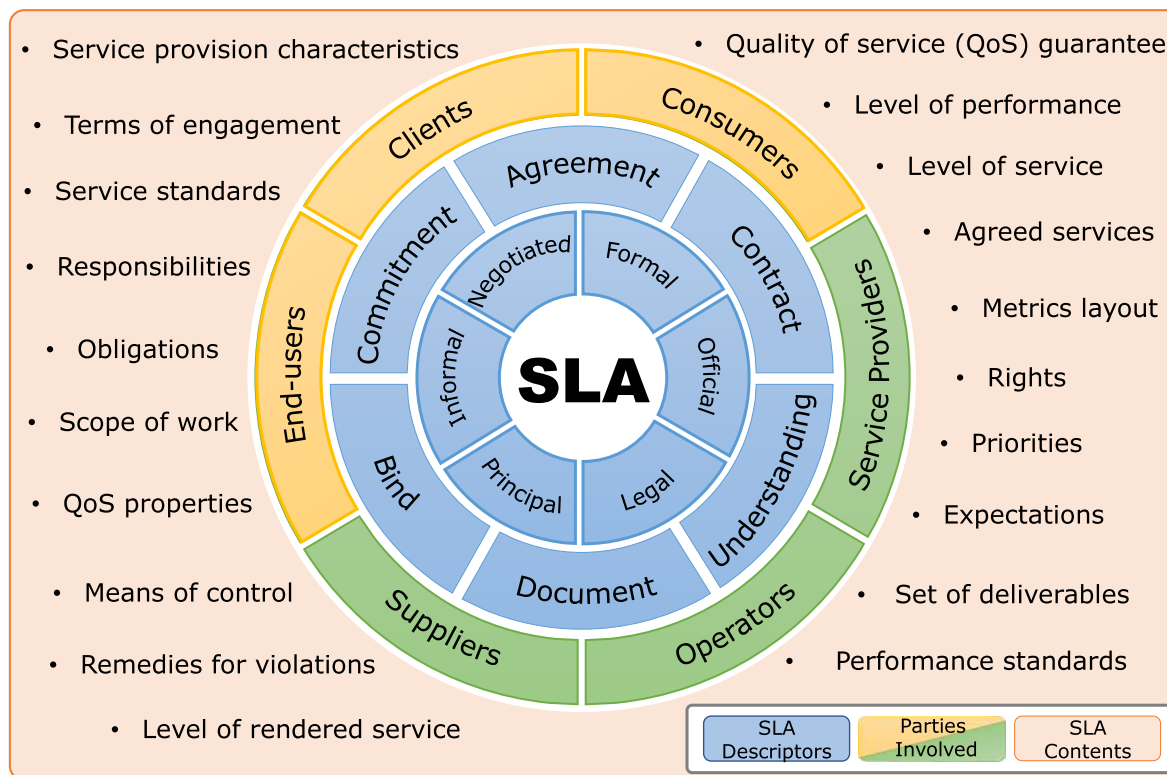 • Service provision characteristics
• Terms of engagement
• Service standards
• Responsibilities
• Obligations
• Scope of work
• QoS properties
• Means of control
• Remedies for violations
• Level of rendered service
Clients
Consumers
Service Providers
Operators
Suppliers
End-users
Agreement
Contract
Understanding
Document
Bind
Commitment
Negotiated
Formal
Official
Legal
Principal
Informal
SLA
• Quality of service (QoS) guarantee
• Level of performance
• Level of service
• Agreed services
• Metrics layout
• Rights
• Priorities
• Expectations
• Set of deliverables
• Performance standards
SLA
Descriptors
Parties
Involved
SLA
Contents